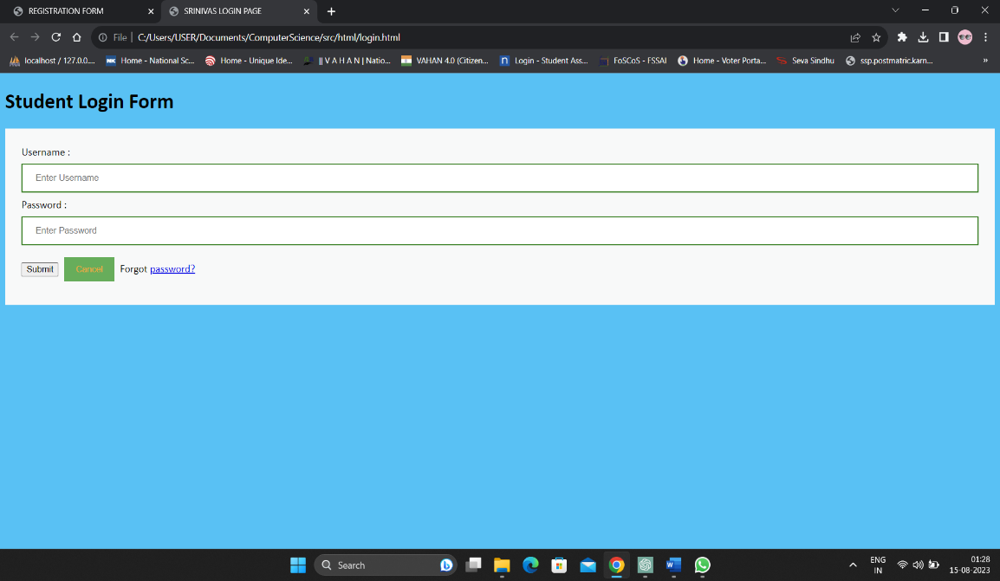 REGISTRATION FORM
SRINIVAS LOGIN PAGE
File C:/Users/USER/Documents/ComputerScience/src/html/login.html
localhost / 127.0.0.... Home - National Sc... Home - Unique Ide... || V A H A N | Natio... VAHAN 4.0 (Citizen... Login - Student Ass... FoSCoS - FSSAI Home - Voter Porta... Seva Sindhu ssp.postmatric.karn... »
Student Login Form
Username :
Enter Username
Password :
Enter Password
Submit Cancel Forgot password?
Search
ENG
IN
01:28
15-08-2023